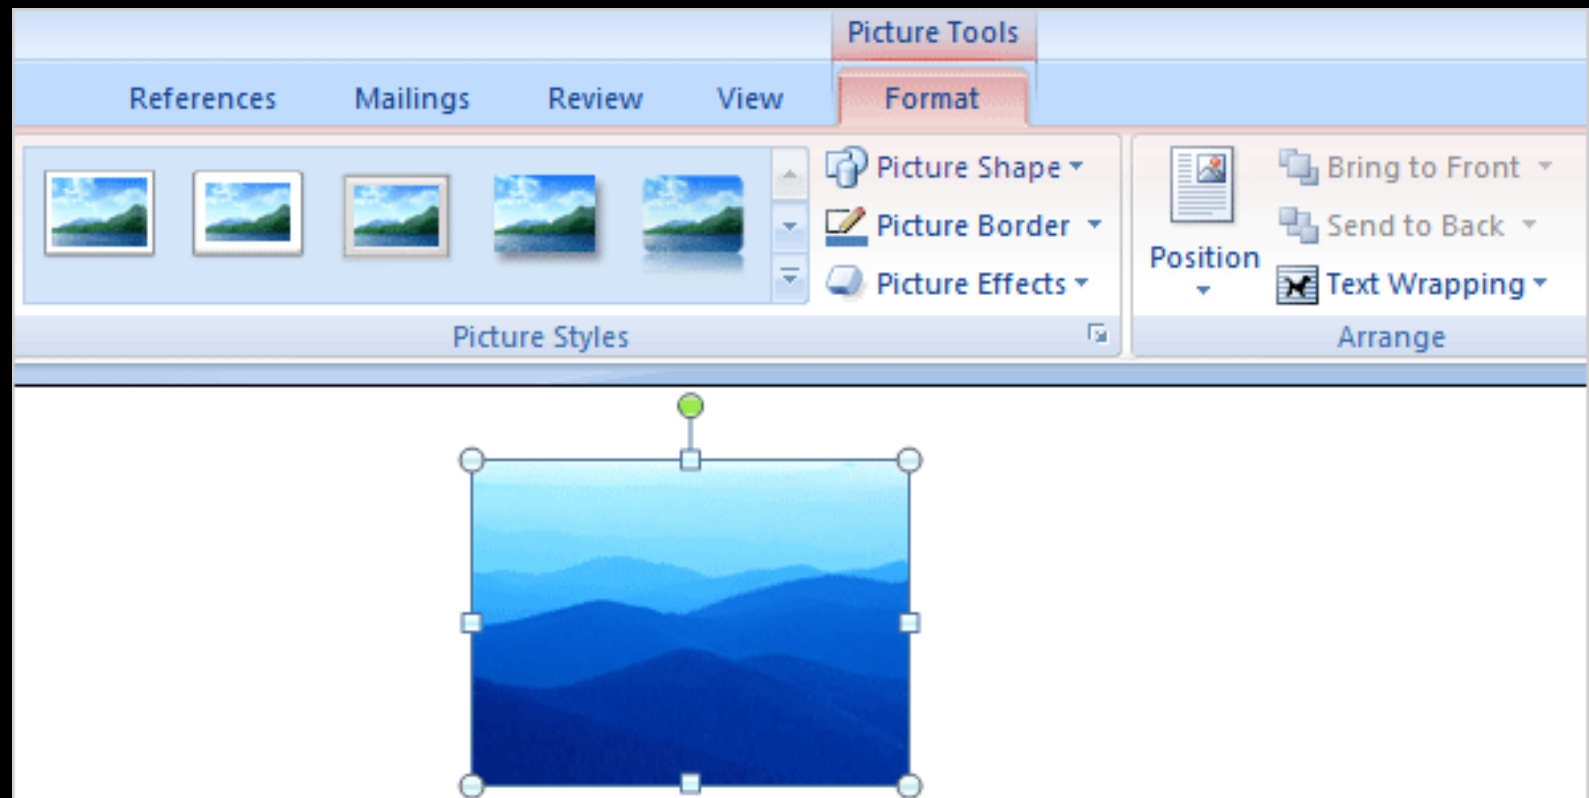 Picture Tools
References Mailings Review View Format
Picture Shape
Picture Border
Picture Effects
Picture Styles
Position
Bring to Front
Send to Back
Text Wrapping
Arrange